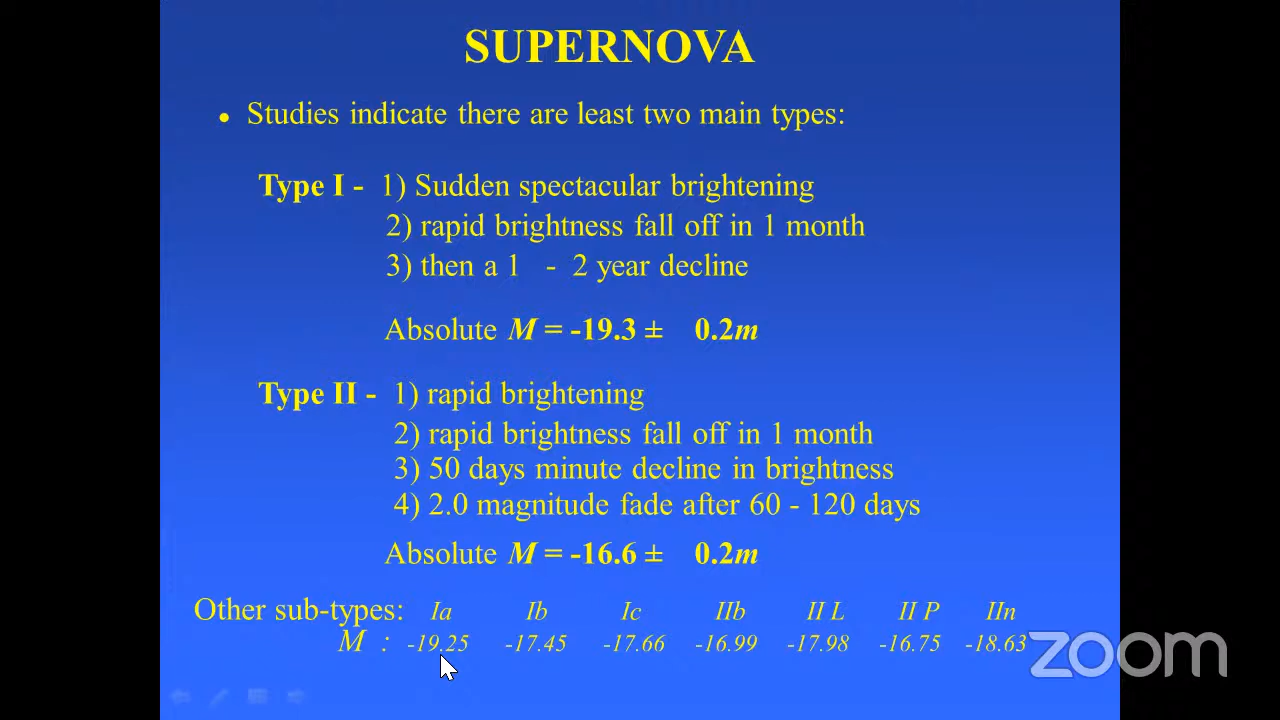 SUPERNOVA
• Studies indicate there are least two main types:
Type I - 1) Sudden spectacular brightening
2) rapid brightness fall off in 1 month
3) then a 1 - 2 year decline
Absolute M = -19.3 ± 0.2m
Type II - 1) rapid brightening
2) rapid brightness fall off in 1 month
3) 50 days minute decline in brightness
4) 2.0 magnitude fade after 60 - 120 days
Absolute M = -16.6 ± 0.2m
Other sub-types: Ia Ib Ic IIb II L II P IIn
M : -19.25 -17.45 -17.66 -16.99 -17.98 -16.75 -18.63
zoom